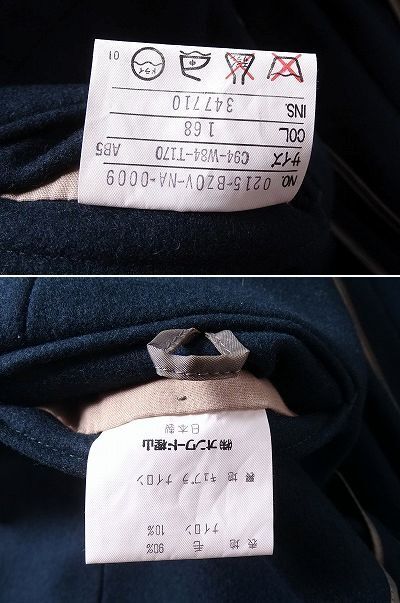 NO. 0215-BZOV-NA-0009
サイズ C94-W84-T170 AB5
COL 168
INS. 347710
ドライ
01
表地 毛 90%
ナイロン 10%
裏地 キュプラ ナイロン
㈱オンワード樫山
日本製